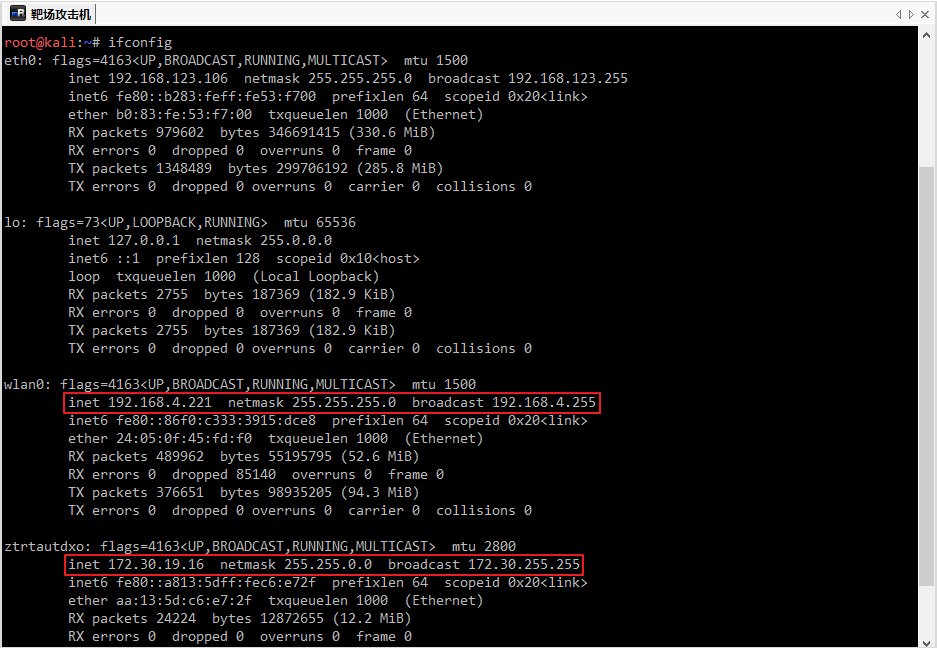 靶场攻击机
root@kali:~# ifconfig
eth0: flags=4163<UP,BROADCAST,RUNNING,MULTICAST>  mtu 1500
        inet 192.168.123.106  netmask 255.255.255.0  broadcast 192.168.123.255
        inet6 fe80::b283:feff:fe53:f700  prefixlen 64  scopeid 0x20<link>
        ether b0:83:fe:53:f7:00  txqueuelen 1000  (Ethernet)
        RX packets 979602  bytes 346691415 (330.6 MiB)
        RX errors 0  dropped 0  overruns 0  frame 0
        TX packets 1348489  bytes 299706192 (285.8 MiB)
        TX errors 0  dropped 0 overruns 0  carrier 0  collisions 0

lo: flags=73<UP,LOOPBACK,RUNNING>  mtu 65536
        inet 127.0.0.1  netmask 255.0.0.0
        inet6 ::1  prefixlen 128  scopeid 0x10<host>
        loop  txqueuelen 1000  (Local Loopback)
        RX packets 2755  bytes 187369 (182.9 KiB)
        RX errors 0  dropped 0  overruns 0  frame 0
        TX packets 2755  bytes 187369 (182.9 KiB)
        TX errors 0  dropped 0 overruns 0  carrier 0  collisions 0

wlan0: flags=4163<UP,BROADCAST,RUNNING,MULTICAST>  mtu 1500
        inet 192.168.4.221  netmask 255.255.255.0  broadcast 192.168.4.255
        inet6 fe80::86f0:c333:3915:dce8  prefixlen 64  scopeid 0x20<link>
        ether 24:05:0f:45:fd:f0  txqueuelen 1000  (Ethernet)
        RX packets 489962  bytes 55195795 (52.6 MiB)
        RX errors 0  dropped 85140  overruns 0  frame 0
        TX packets 376651  bytes 98935205 (94.3 MiB)
        TX errors 0  dropped 0 overruns 0  carrier 0  collisions 0

ztrtautdxo: flags=4163<UP,BROADCAST,RUNNING,MULTICAST>  mtu 2800
        inet 172.30.19.16  netmask 255.255.0.0  broadcast 172.30.255.255
        inet6 fe80::a813:5dff:fec6:e72f  prefixlen 64  scopeid 0x20<link>
        ether aa:13:5d:c6:e7:2f  txqueuelen 1000  (Ethernet)
        RX packets 24224  bytes 12872655 (12.2 MiB)
        RX errors 0  dropped 0  overruns 0  frame 0